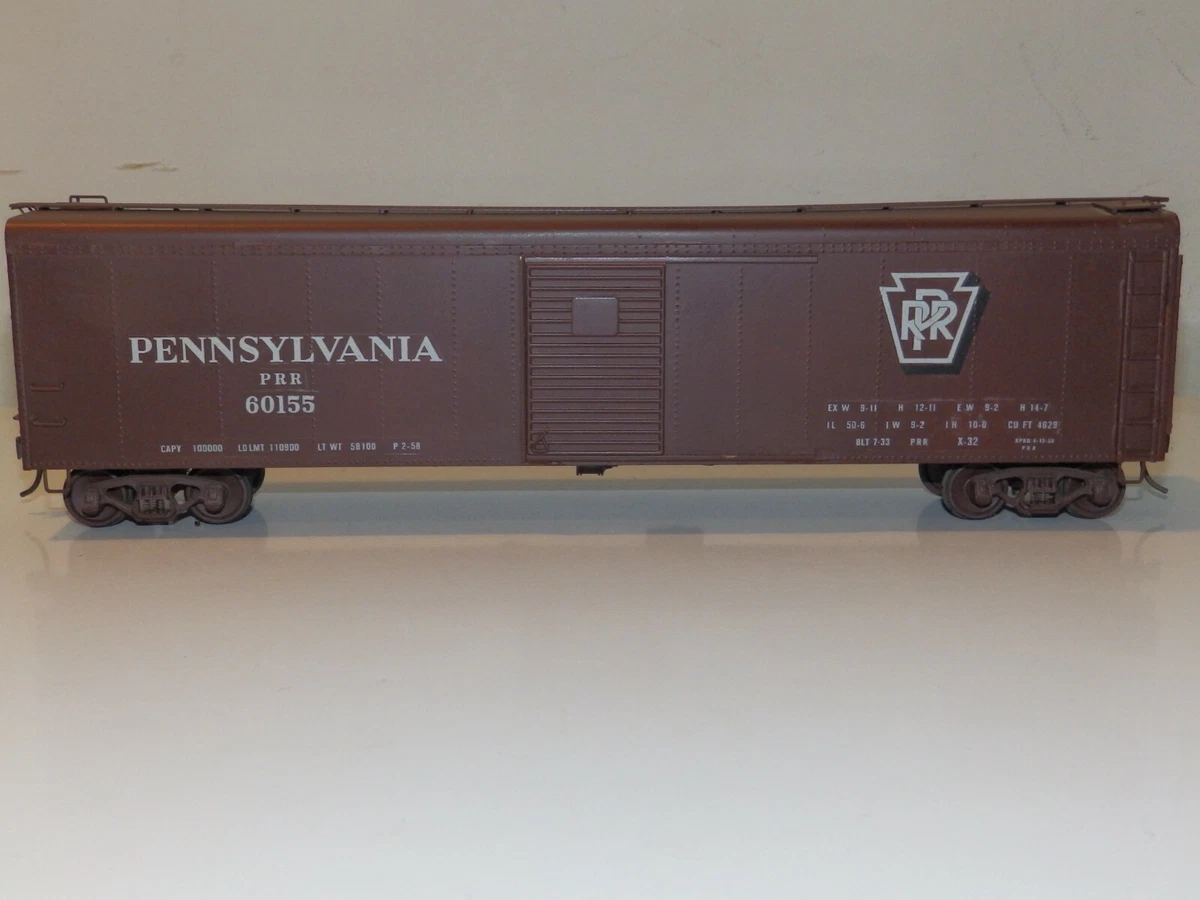 PENNSYLVANIA
PRR
60155
CAPY 100000 LD LMT 110900 LT WT 58100 P 2-58
PRR
EX W 9-11 H 12-11 E W 9-2 H 14-7
IL 50-6 IW 9-2 IH 10-0 CU FT 4629
BLT 7-33 PRR X-32